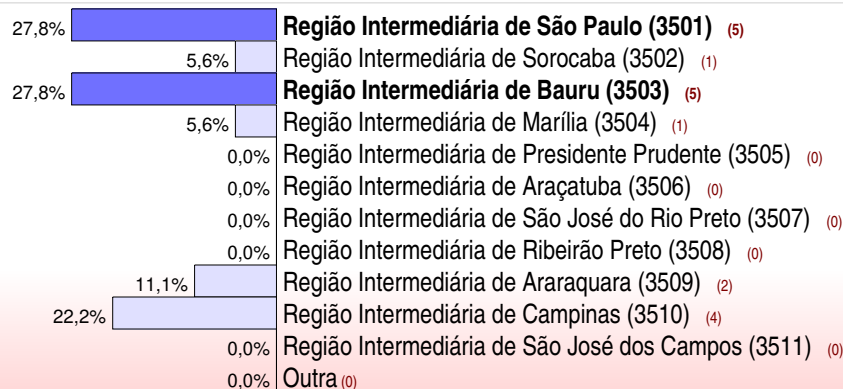 27,8% Região Intermediária de São Paulo (3501) (5)
5,6% Região Intermediária de Sorocaba (3502) (1)
27,8% Região Intermediária de Bauru (3503) (5)
5,6% Região Intermediária de Marília (3504) (1)
0,0% Região Intermediária de Presidente Prudente (3505) (0)
0,0% Região Intermediária de Araçatuba (3506) (0)
0,0% Região Intermediária de São José do Rio Preto (3507) (0)
0,0% Região Intermediária de Ribeirão Preto (3508) (0)
11,1% Região Intermediária de Araraquara (3509) (2)
22,2% Região Intermediária de Campinas (3510) (4)
0,0% Região Intermediária de São José dos Campos (3511) (0)
0,0% Outra (0)